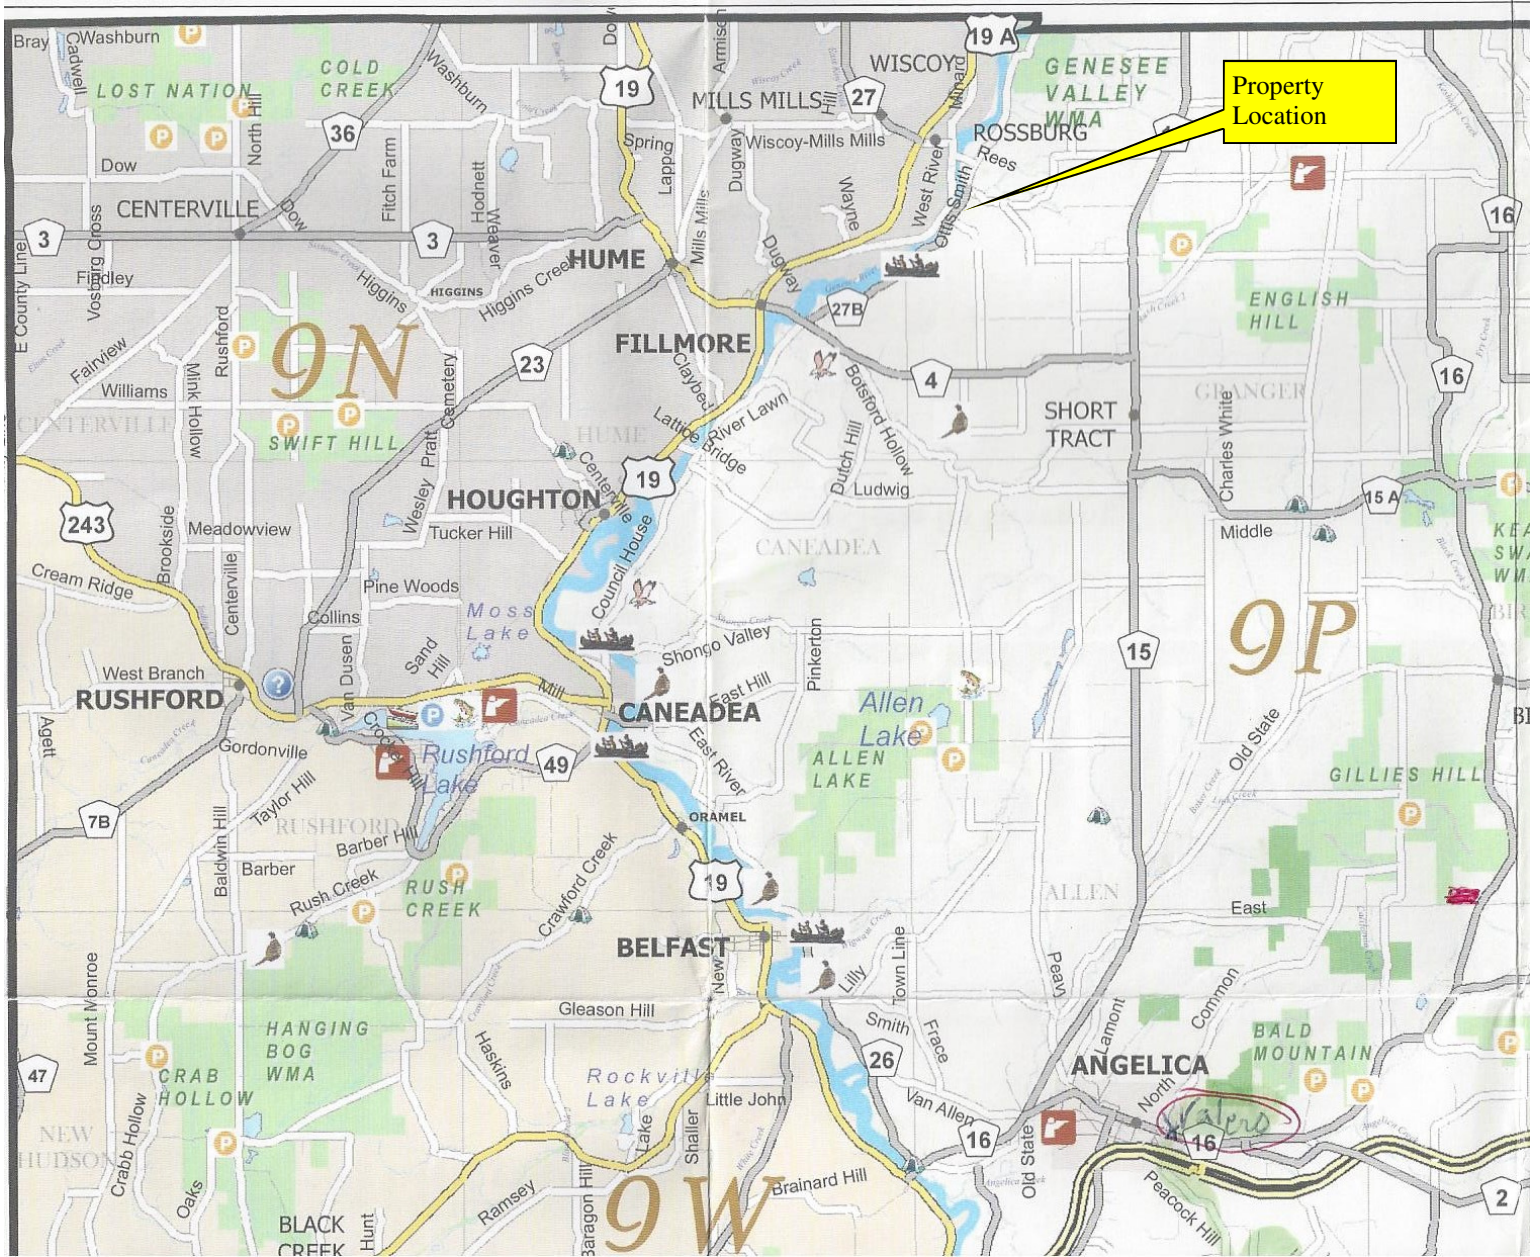 Bray
Cadwell
Washburn
LOST NATION
COLD
CREEK
Washburn
Armison
WISCOY
19 A
Minard
GENESEE
VALLEY
WMA
Property
Location
19
MILLS MILLS
Hill
27
36
North Hill
ROSSBURG
Spring
Wiscoy-Mills Mills
Rees
Dow
Fitch Farm
Hodnett
Lapp
Dugway
West River
Ottis Smith
Wayne
CENTERVILLE
Dow
Weaver
Mills Mills
16
3
3
Vosburg Cross
HUME
Dugway
E County Line
Findley
Higgins
HIGGINS
Higgins Creek
27B
ENGLISH
HILL
9N
Rushford
FILLMORE
Fairview
23
Claybed
4
16
Williams
Mink Hollow
Cemetery
Botsford Hollow
GRANGER
CENTERVILLE
SWIFT HILL
HUME
Lattice Bridge
River Lawn
SHORT
TRACT
Charles White
Wesley Pratt
Centerville
19
Dutch Hill
Ludwig
HOUGHTON
15 A
243
Brookside
Meadowview
Tucker Hill
Council House
CANEADEA
Middle
Cream Ridge
Centerville
Pine Woods
Collins
Moss
Lake
9P
Shongo Valley
Pinkerton
15
West Branch
RUSHFORD
Van Dusen
Sand
Hill
Mill
East Hill
CANEADEA
Allen
Lake
Old State
Agett
Gordonville
Crocker Hill
Rushford
Lake
49
East River
ALLEN
LAKE
GILLIES HILL
7B
Taylor Hill
RUSHFORD
Barber Hill
ORAMEL
Baldwin Hill
Barber
Rush Creek
RUSH
CREEK
Crawford Creek
19
ALLEN
East
BELFAST
New
Lilly
Town Line
Peavy
Mount Monroe
Gleason Hill
Smith
Frace
Lamont
Common
HANGING
BOG
WMA
Haskins
26
BALD
MOUNTAIN
ANGELICA
47
CRAB
HOLLOW
Rockville
Lake
Little John
Van Allen
North
Crabb Hollow
NEW
HUDSON
Lake
Shaller
16
Old State
16
Oaks
Ramsey
Baragon Hill
9W
Brainard Hill
Peacock Hill
2
BLACK
CREEK
Hunt